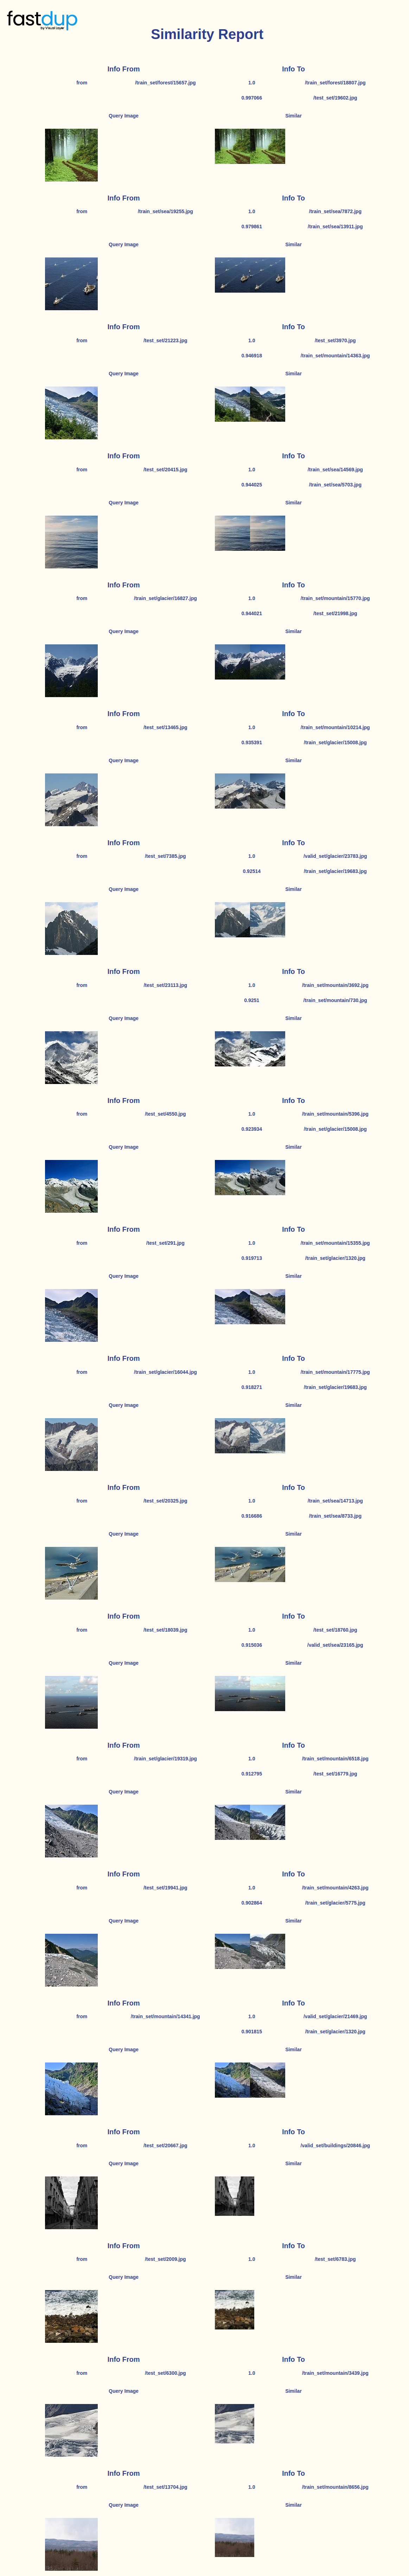 fastdup
by Visual Layer
Similarity Report
Info From Info To
from /train_set/forest/15657.jpg 1.0 /train_set/forest/18807.jpg
0.997066 /test_set/19602.jpg
Query Image Similar
Info From Info To
from /train_set/sea/19255.jpg 1.0 /train_set/sea/7872.jpg
0.979861 /train_set/sea/13911.jpg
Query Image Similar
Info From Info To
from /test_set/21223.jpg 1.0 /test_set/3970.jpg
0.946918 /train_set/mountain/14363.jpg
Query Image Similar
Info From Info To
from /test_set/20415.jpg 1.0 /train_set/sea/14569.jpg
0.944025 /train_set/sea/5703.jpg
Query Image Similar
Info From Info To
from /train_set/glacier/16827.jpg 1.0 /train_set/mountain/15770.jpg
0.944021 /test_set/21998.jpg
Query Image Similar
Info From Info To
from /test_set/13465.jpg 1.0 /train_set/mountain/10214.jpg
0.935391 /train_set/glacier/15008.jpg
Query Image Similar
Info From Info To
from /test_set/7385.jpg 1.0 /valid_set/glacier/23783.jpg
0.92514 /train_set/glacier/19683.jpg
Query Image Similar
Info From Info To
from /test_set/23113.jpg 1.0 /train_set/mountain/3692.jpg
0.9251 /train_set/mountain/730.jpg
Query Image Similar
Info From Info To
from /test_set/4550.jpg 1.0 /train_set/mountain/5396.jpg
0.923934 /train_set/glacier/15008.jpg
Query Image Similar
Info From Info To
from /test_set/291.jpg 1.0 /train_set/mountain/15355.jpg
0.919713 /train_set/glacier/1320.jpg
Query Image Similar
Info From Info To
from /train_set/glacier/16044.jpg 1.0 /train_set/mountain/17775.jpg
0.918271 /train_set/glacier/19683.jpg
Query Image Similar
Info From Info To
from /test_set/20325.jpg 1.0 /train_set/sea/14713.jpg
0.916686 /train_set/sea/8733.jpg
Query Image Similar
Info From Info To
from /test_set/18039.jpg 1.0 /test_set/18760.jpg
0.915036 /valid_set/sea/23165.jpg
Query Image Similar
Info From Info To
from /train_set/glacier/19319.jpg 1.0 /train_set/mountain/6518.jpg
0.912795 /test_set/16779.jpg
Query Image Similar
Info From Info To
from /test_set/19941.jpg 1.0 /train_set/mountain/4263.jpg
0.902864 /train_set/glacier/5775.jpg
Query Image Similar
Info From Info To
from /train_set/mountain/14341.jpg 1.0 /valid_set/glacier/21469.jpg
0.901815 /train_set/glacier/1320.jpg
Query Image Similar
Info From Info To
from /test_set/20667.jpg 1.0 /valid_set/buildings/20846.jpg
Query Image Similar
Info From Info To
from /test_set/2009.jpg 1.0 /test_set/6783.jpg
Query Image Similar
Info From Info To
from /test_set/6300.jpg 1.0 /train_set/mountain/3439.jpg
Query Image Similar
Info From Info To
from /test_set/13704.jpg 1.0 /train_set/mountain/8656.jpg
Query Image Similar